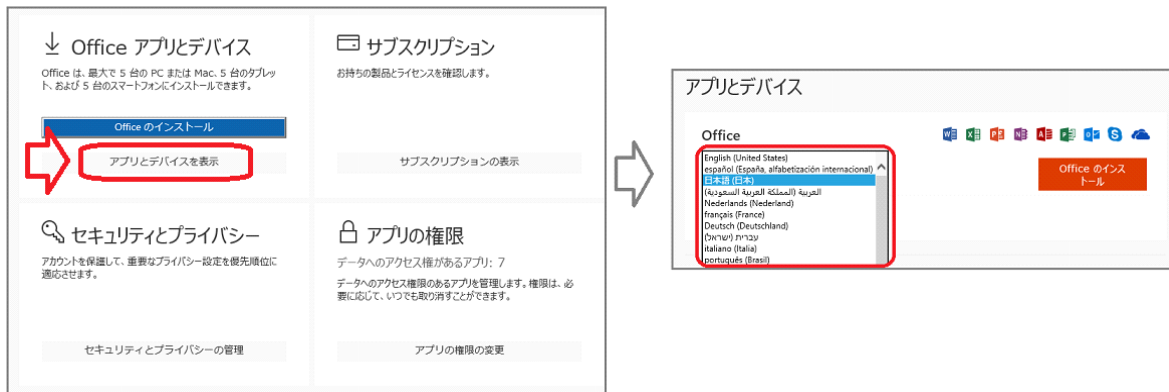 Office アプリとデバイス
Office は、最大で 5 台の PC または Mac、5 台のタブレッ
ト、および 5 台のスマートフォンにインストールできます。
Office のインストール
アプリとデバイスを表示
サブスクリプション
お持ちの製品とライセンスを確認します。
サブスクリプションの表示
セキュリティとプライバシー
アカウントを保護して、重要なプライバシー設定を優先順位に
適応させます。
セキュリティとプライバシーの管理
アプリの権限
データへのアクセス権があるアプリ: 7
データへのアクセス権限のあるアプリを管理します。権限は、必
要に応じて、いつでも取り消すことができます。
アプリの権限の変更
アプリとデバイス
Office
English (United States)
español (España, alfabetización internacional)
日本語 (日本)
العربية (المملكة العربية السعودية)
Nederlands (Nederland)
français (France)
Deutsch (Deutschland)
עברית (ישראל)
italiano (Italia)
português (Brasil)
Office のインス
トール